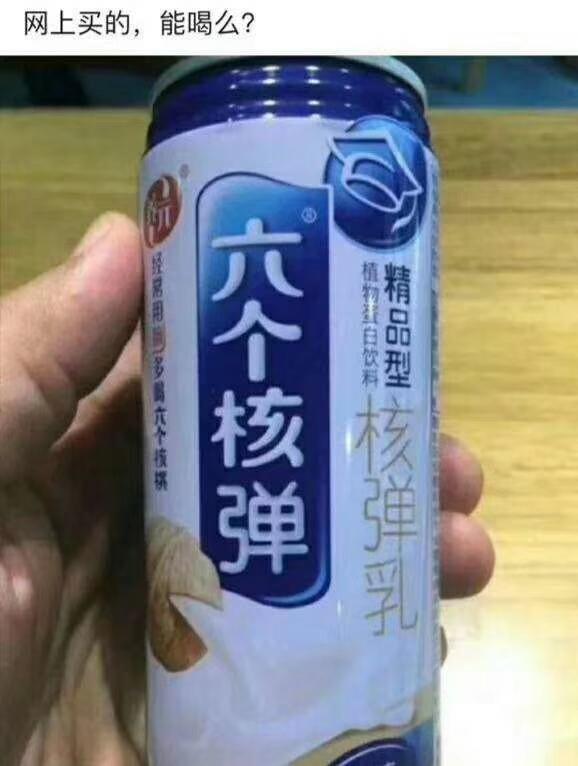 网上买的，能喝么？
六个核弹
®
精品型
植物蛋白饮料
核弹乳
®
经常用脑多喝六个核桃